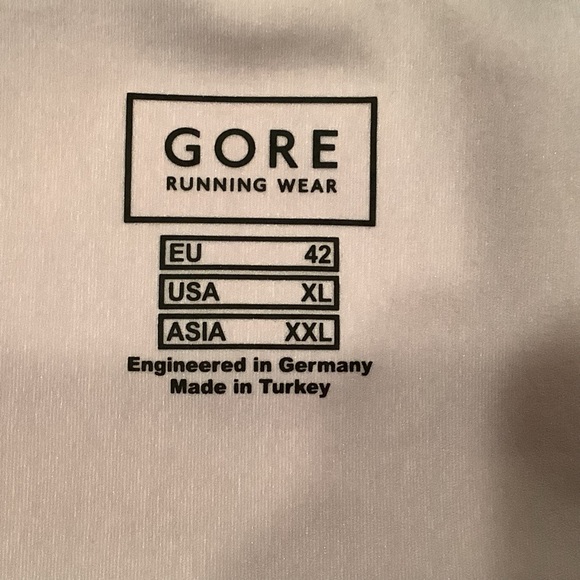 GORE
RUNNING WEAR
EU 42
USA XL
ASIA XXL
Engineered in Germany
Made in Turkey